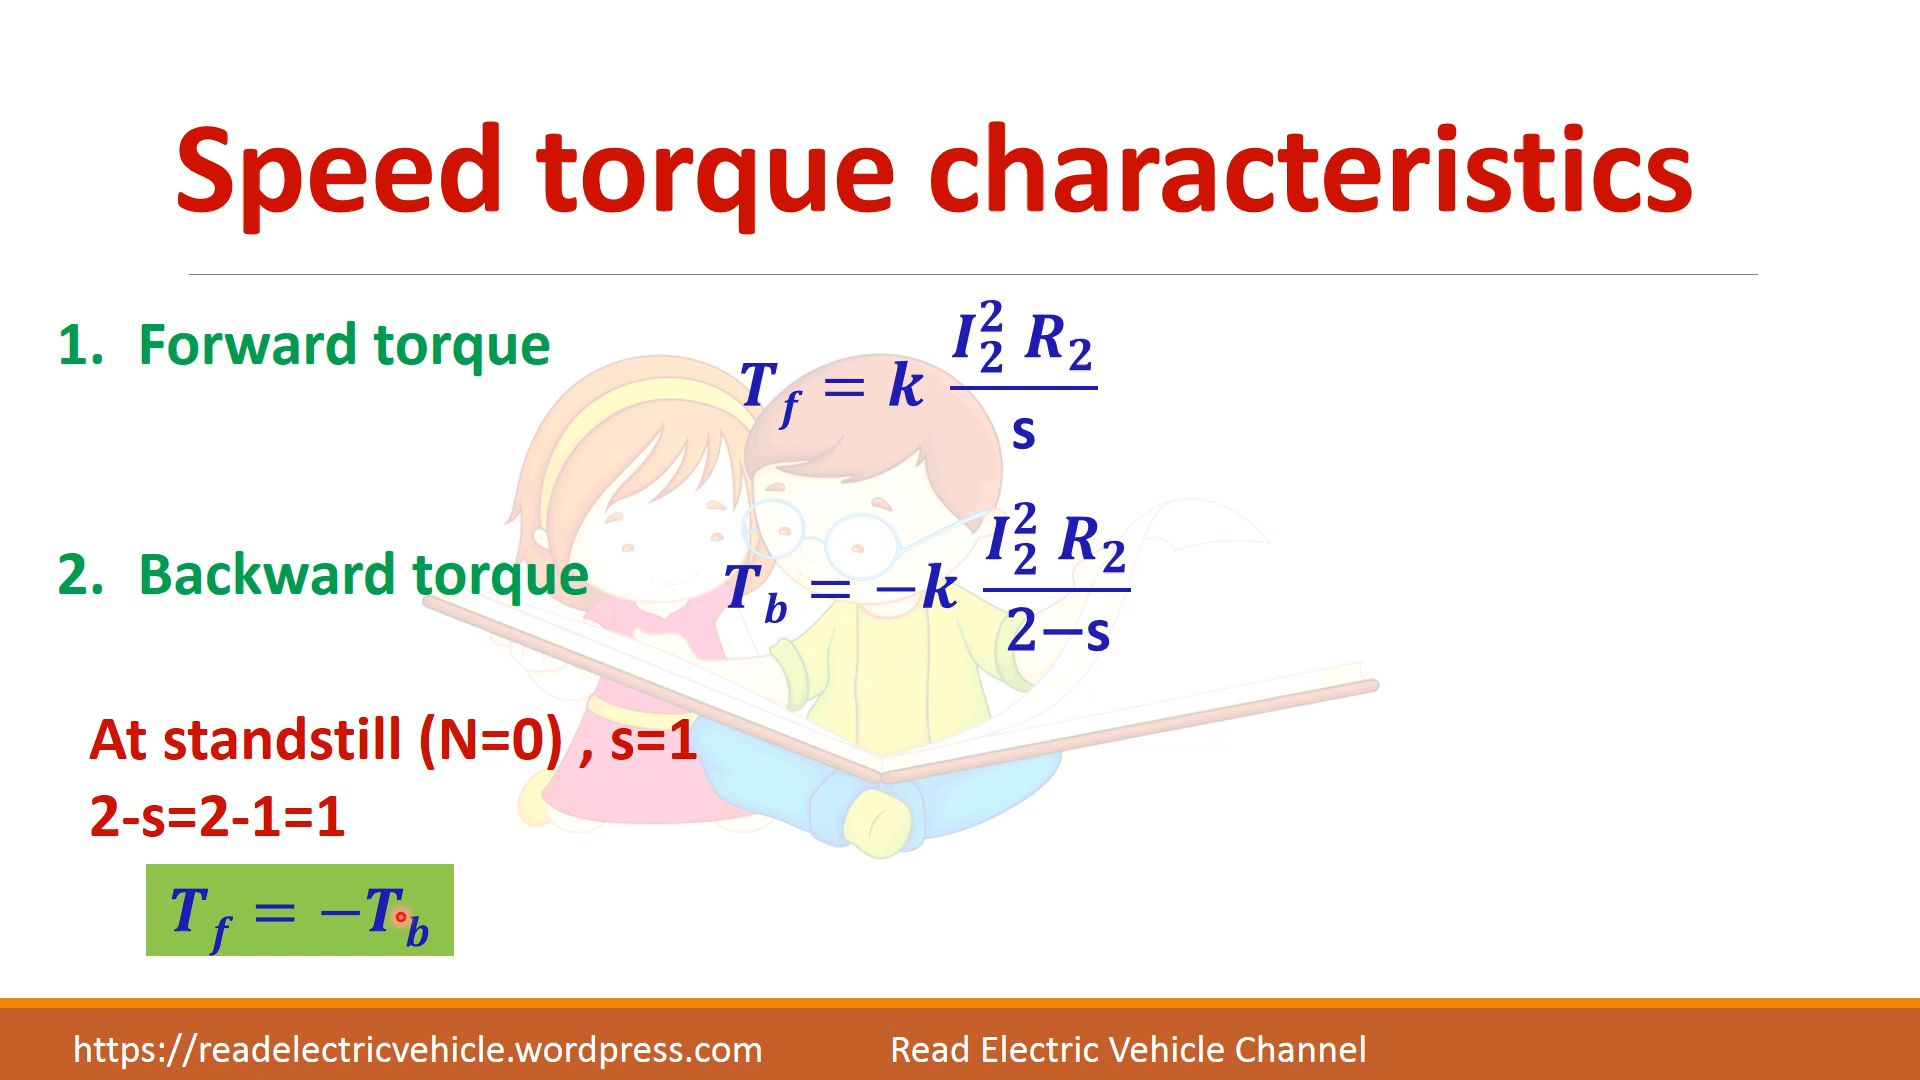 Speed torque characteristics
1. Forward torque
T_f = k I_2^2 R_2 / s
2. Backward torque
T_b = −k I_2^2 R_2 / 2−s
At standstill (N=0) , s=1
2-s=2-1=1
T_f = −T_b
https://readelectricvehicle.wordpress.com Read Electric Vehicle Channel